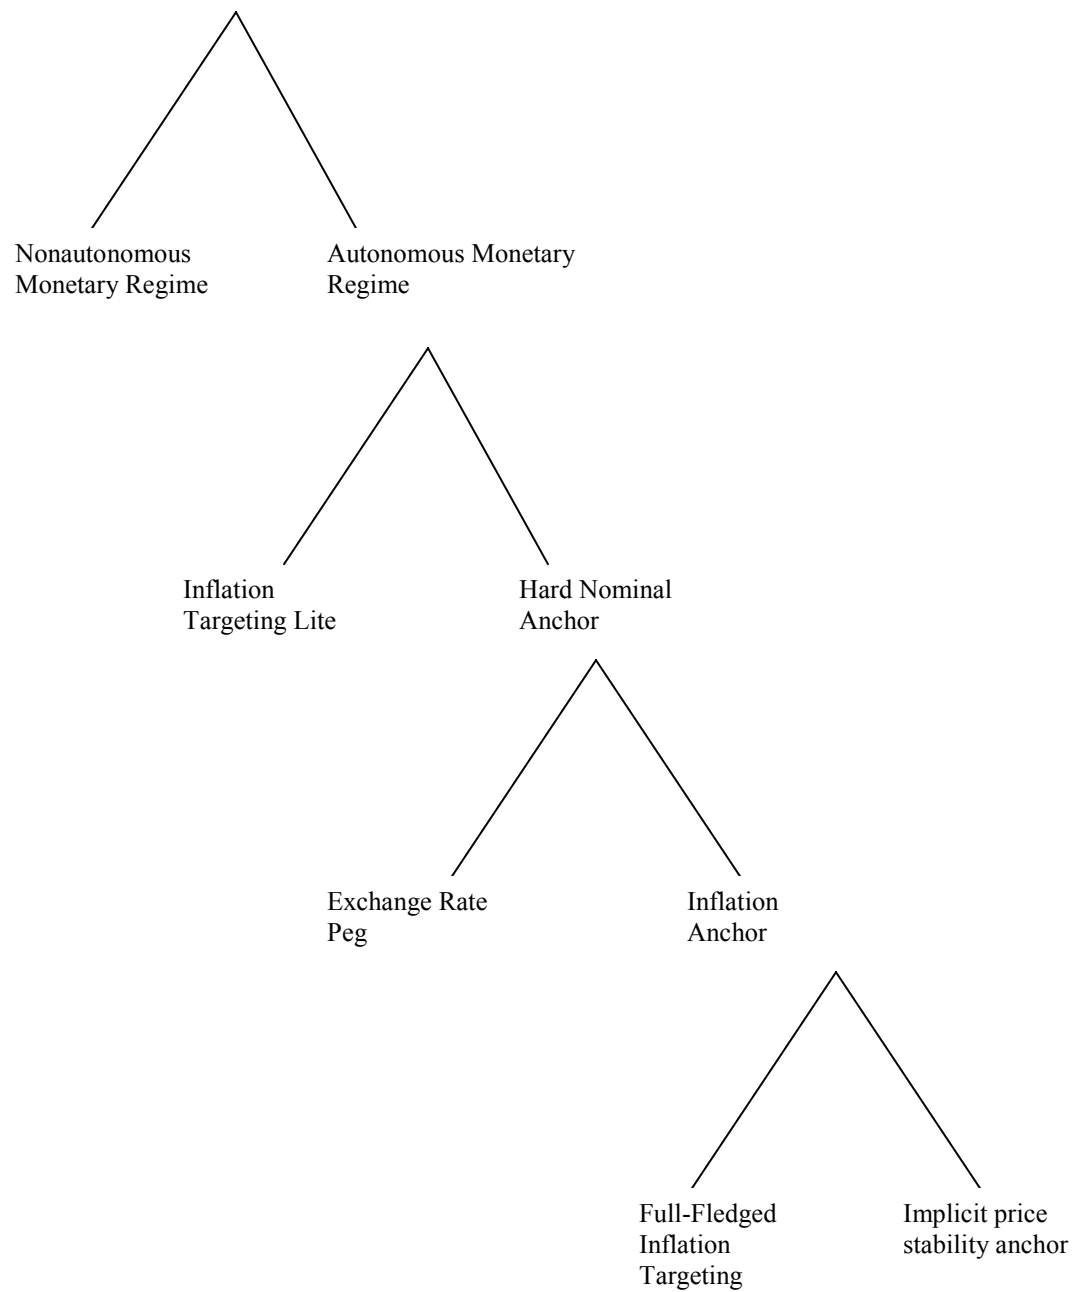 Nonautonomous
Monetary Regime
Autonomous Monetary
Regime
Inflation
Targeting Lite
Hard Nominal
Anchor
Exchange Rate
Peg
Inflation
Anchor
Full-Fledged
Inflation
Targeting
Implicit price
stability anchor